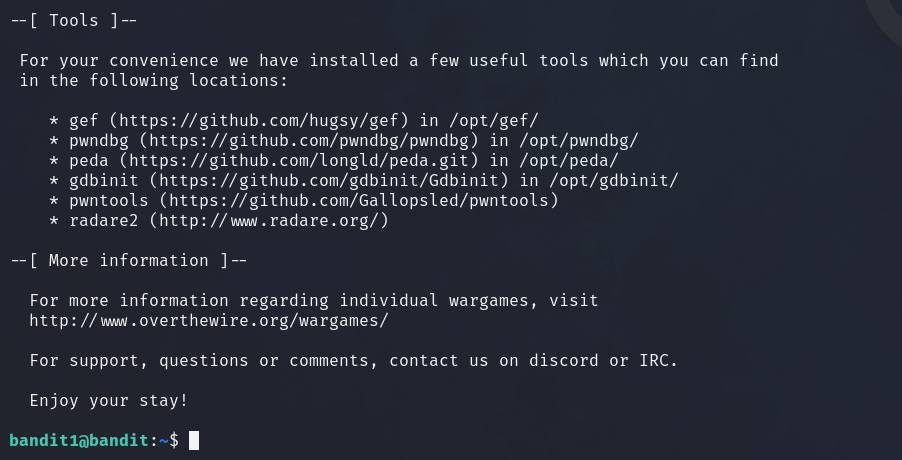 --[ Tools ]--
For your convenience we have installed a few useful tools which you can find
in the following locations:
* gef (https://github.com/hugsy/gef) in /opt/gef/
* pwndbg (https://github.com/pwndbg/pwndbg) in /opt/pwndbg/
* peda (https://github.com/longld/peda.git) in /opt/peda/
* gdbinit (https://github.com/gdbinit/Gdbinit) in /opt/gdbinit/
* pwntools (https://github.com/Gallopsled/pwntools)
* radare2 (http://www.radare.org/)
--[ More information ]--
For more information regarding individual wargames, visit
http://www.overthewire.org/wargames/
For support, questions or comments, contact us on discord or IRC.
Enjoy your stay!
bandit1@bandit:~$